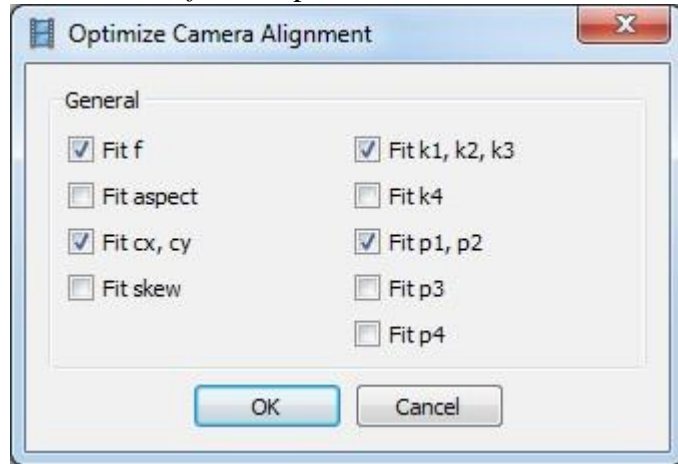 Optimize Camera Alignment
General
Fit f
Fit k1, k2, k3
Fit aspect
Fit k4
Fit cx, cy
Fit p1, p2
Fit skew
Fit p3
Fit p4
OK
Cancel